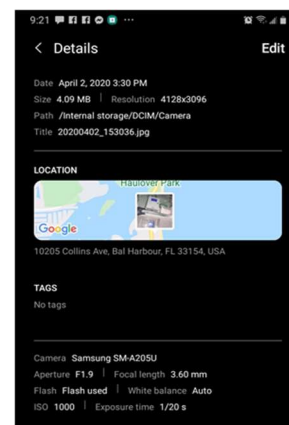 9:21
Details
Edit
Date April 2, 2020 3:30 PM
Size 4.09 MB Resolution 4128x3096
Path /Internal storage/DCIM/Camera
Title 20200402_153036.jpg
LOCATION
Haulover Park
Google
10205 Collins Ave, Bal Harbour, FL 33154, USA
TAGS
No tags
Camera Samsung SM-A205U
Aperture F1.9 Focal length 3.60 mm
Flash Flash used White balance Auto
ISO 1000 Exposure time 1/20 s